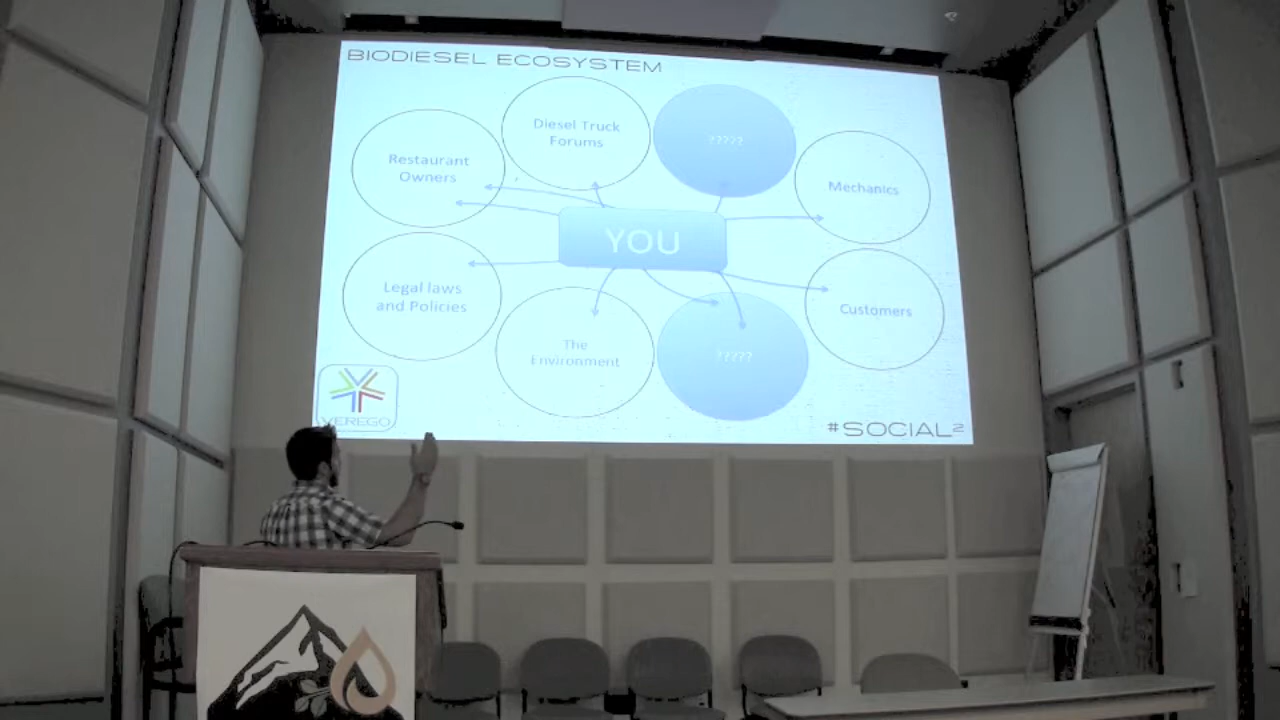 BIODIESEL ECOSYSTEM
Diesel Truck
Forums
?????
Restaurant
Owners
Mechanics
YOU
Legal laws
and Policies
Customers
The
Environment
?????
VEREGO
#SOCIAL²